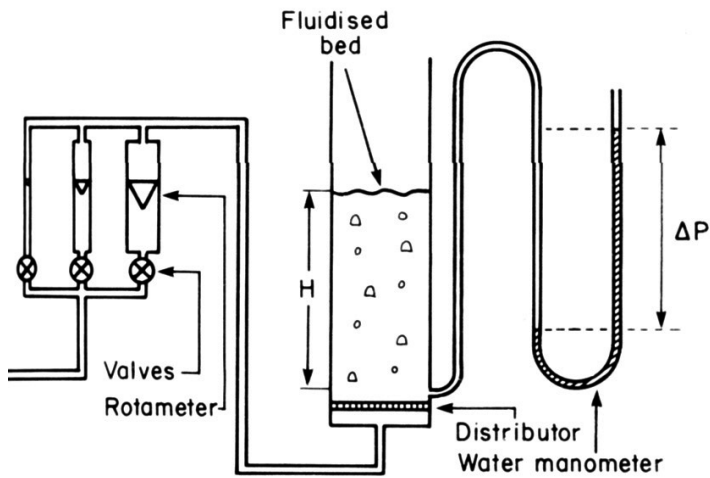 Fluidised
bed
ΔP
H
Valves
Rotameter
Distributor
Water manometer